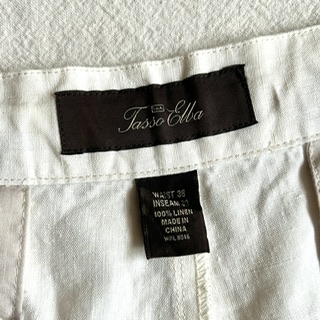 Tasso Elba
WAIST 38
INSEAM
100% LINEN
MADE IN
CHINA